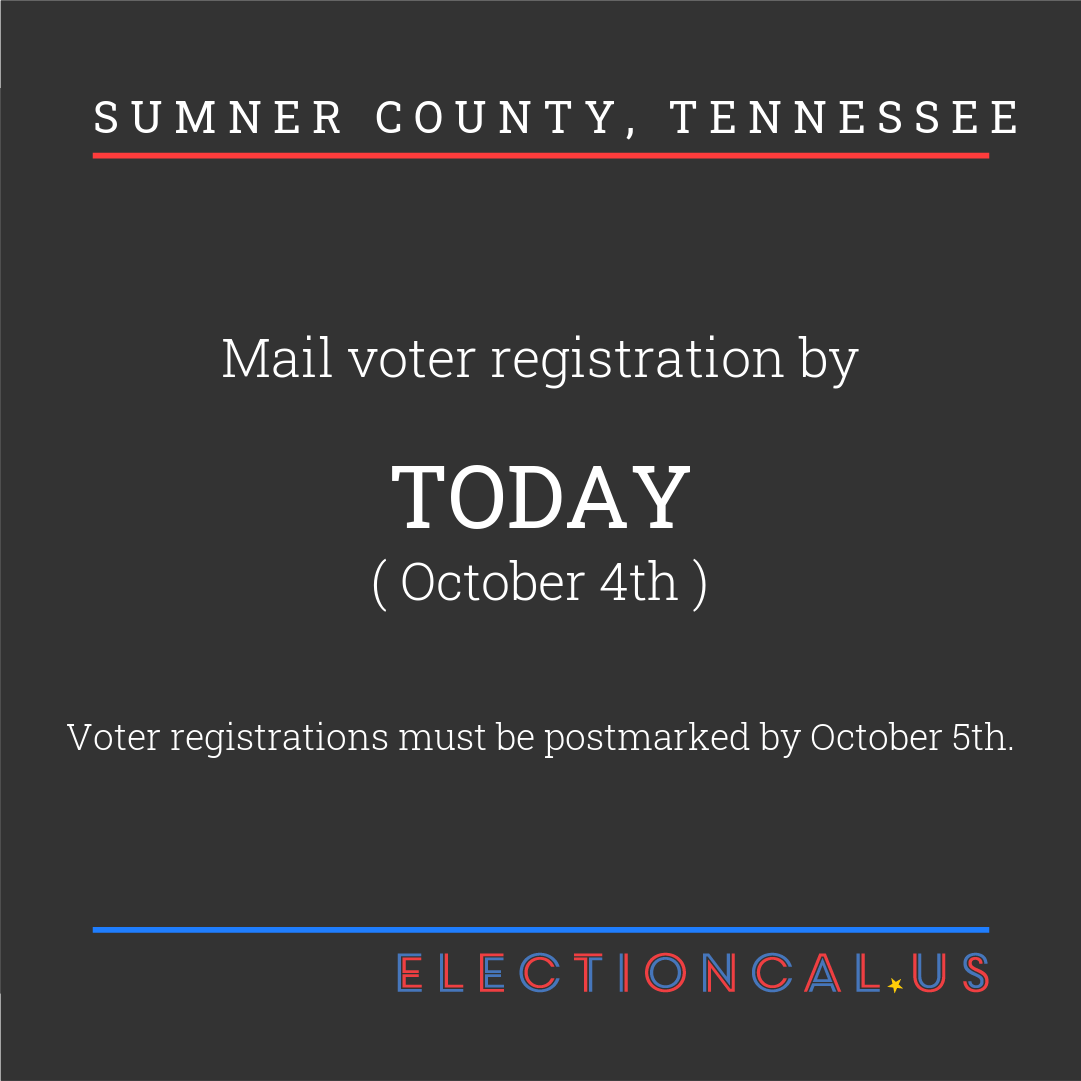 SUMNER COUNTY, TENNESSEE
Mail voter registration by
TODAY
( October 4th )
Voter registrations must be postmarked by October 5th.
ELECTIONCAL.US